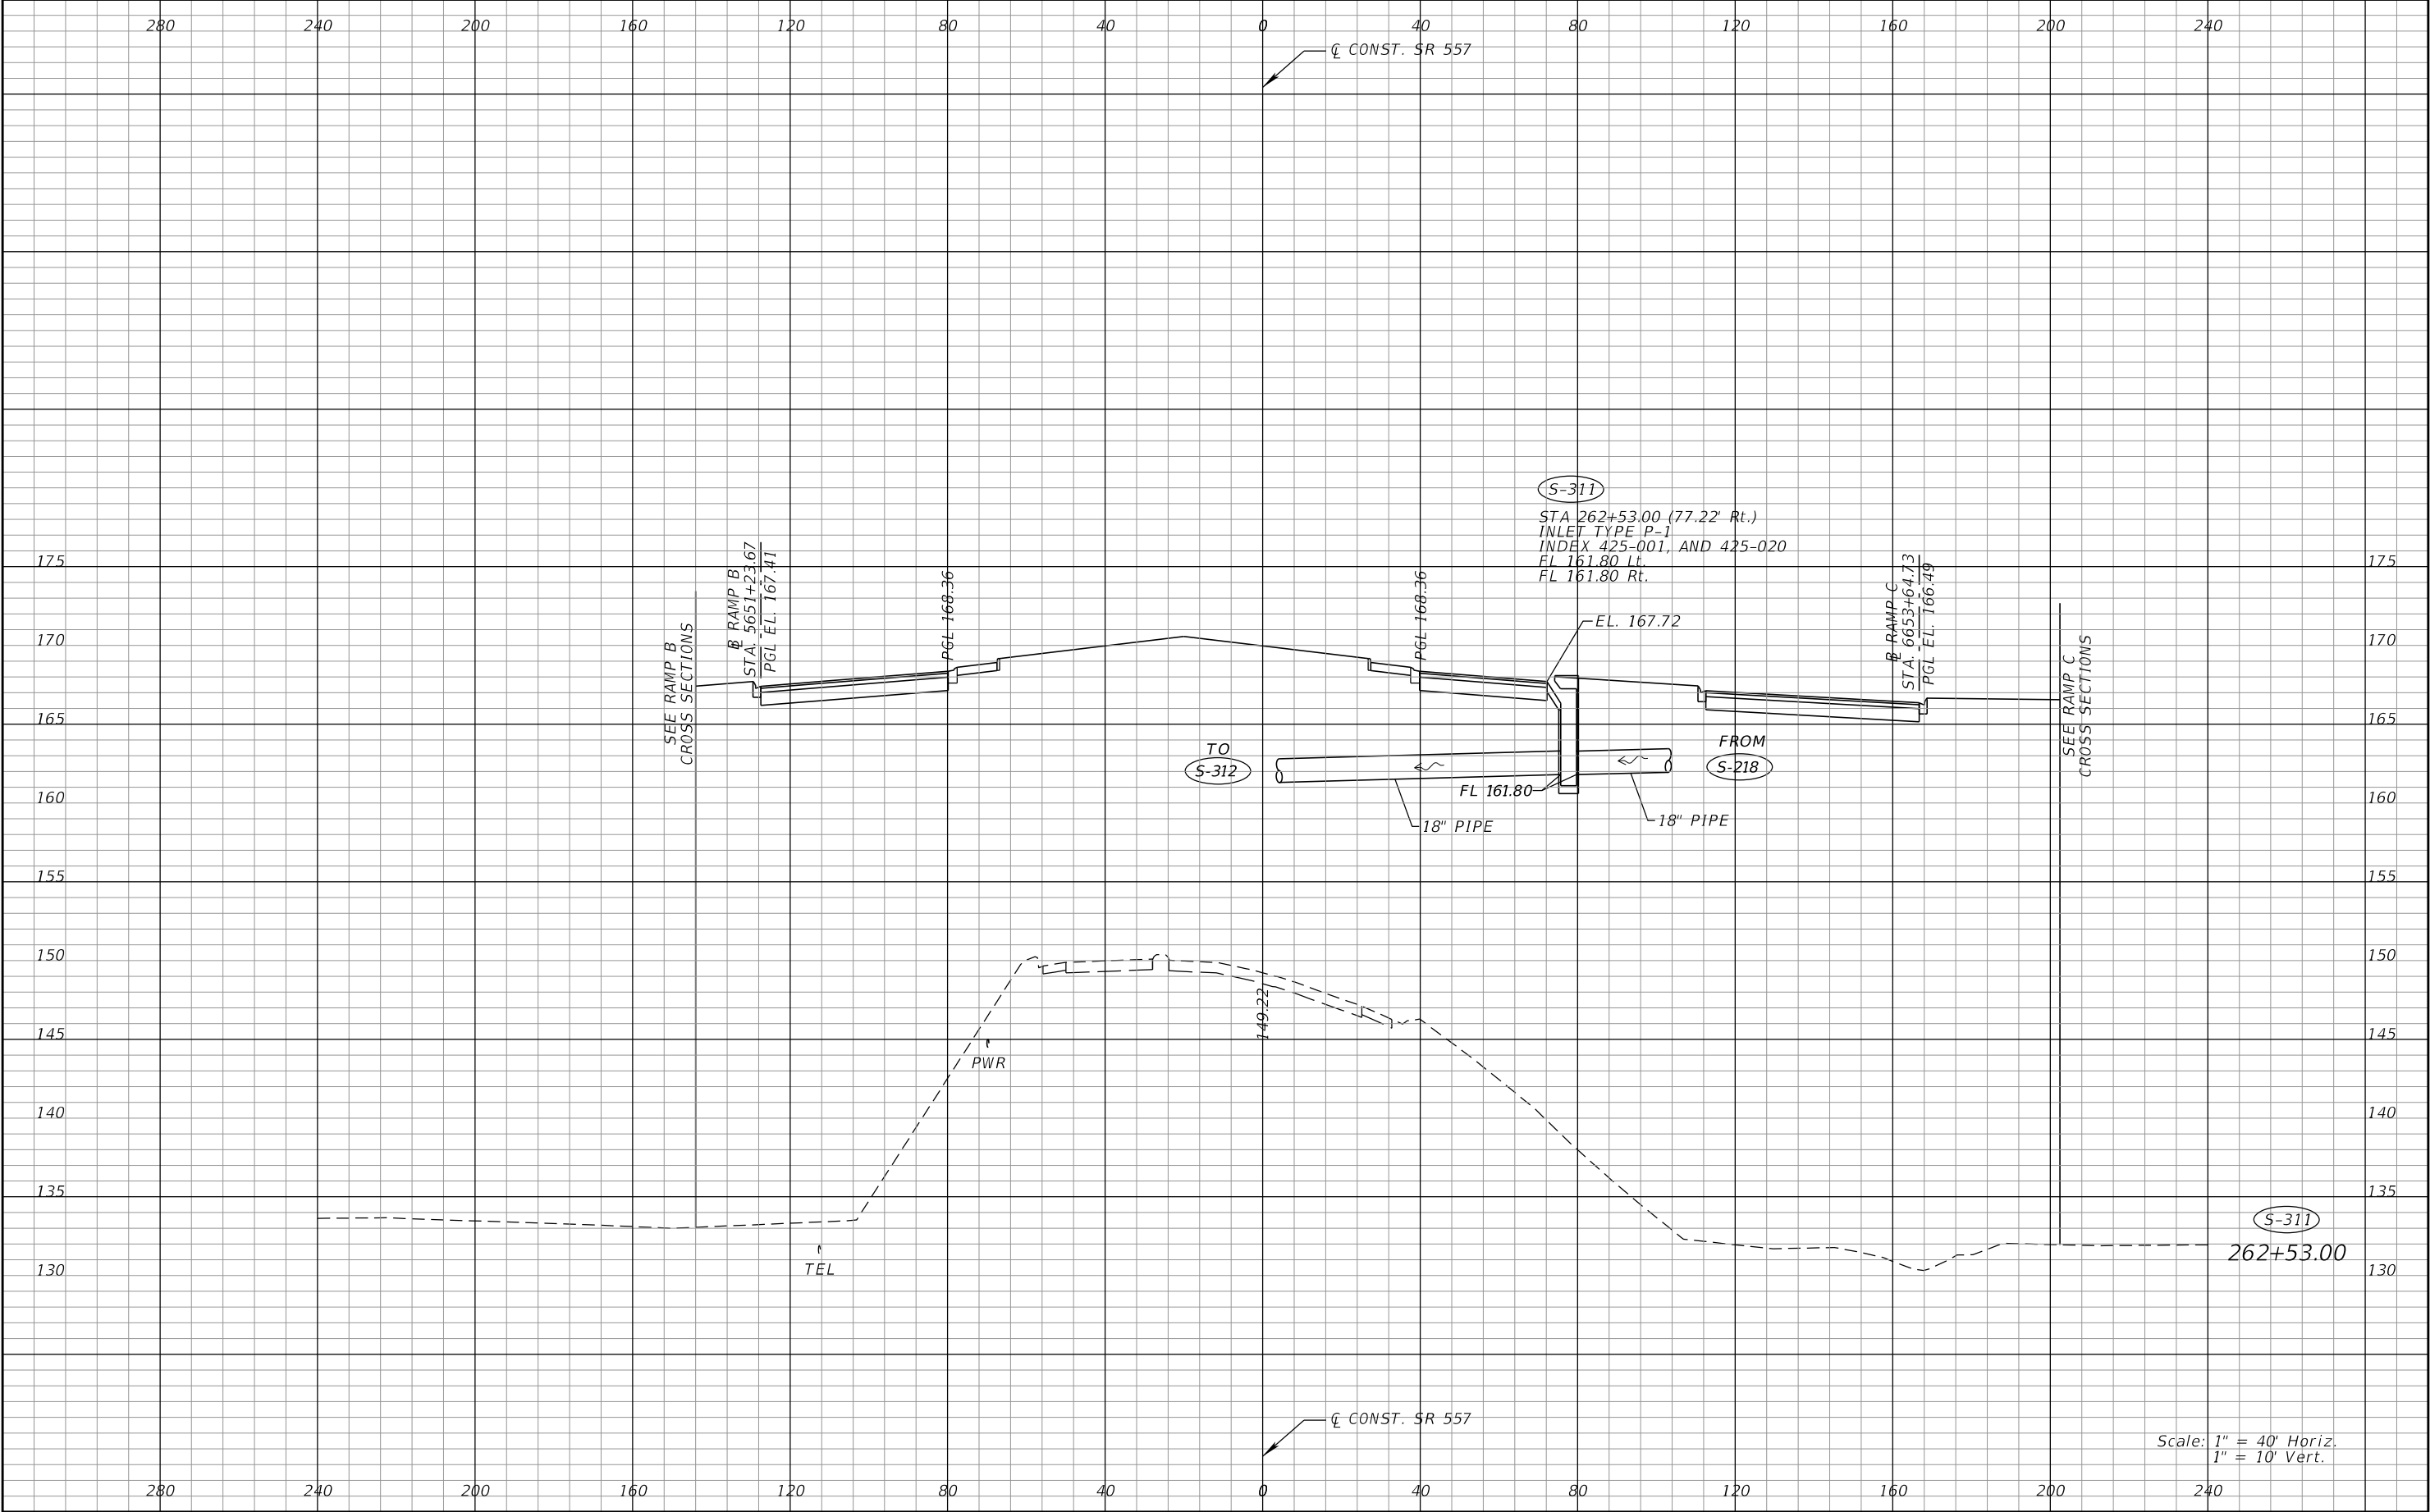 280 240 200 160 120 80 40 0 40 80 120 160 200 240
℄ CONST. SR 557
S-311
STA 262+53.00 (77.22' Rt.)
INLET TYPE P-1
INDEX 425-001, AND 425-020
FL 161.80 Lt.
FL 161.80 Rt.
175 175
170 170
165 165
160 160
155 155
150 150
145 145
140 140
135 135
130 130
SEE RAMP B
CROSS SECTIONS
BL RAMP B
STA. 5651+23.67
PGL EL. 167.41
PGL 168.36
PGL 168.36
EL. 167.72
BL RAMP C
STA. 6653+64.73
PGL EL. 166.49
SEE RAMP C
CROSS SECTIONS
TO
S-312
FROM
S-218
FL 161.80
18" PIPE
18" PIPE
149.22
PWR
TEL
S-311
262+53.00
℄ CONST. SR 557
Scale: 1" = 40' Horiz.
1" = 10' Vert.
280 240 200 160 120 80 40 0 40 80 120 160 200 240